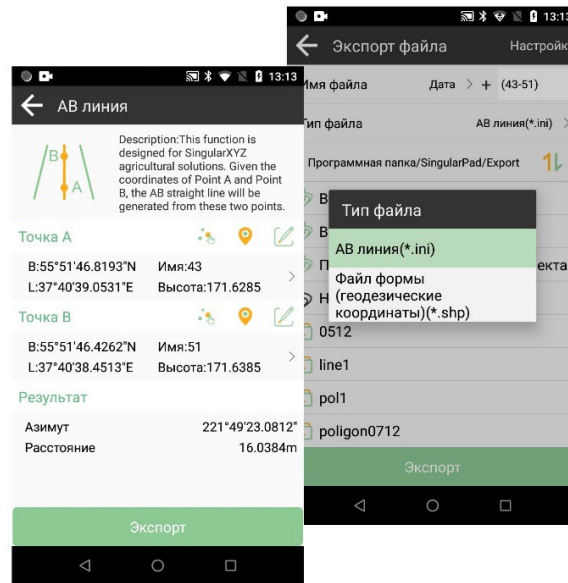 13:13
АВ линия
B
A
Description:This function is
designed for SingularXYZ
agricultural solutions. Given the
coordinates of Point A and Point
B, the AB straight line will be
generated from these two points.
Точка А
B:55°51'46.8193"N Имя:43
L:37°40'39.0531"E Высота:171.6285
Точка В
B:55°51'46.4262"N Имя:51
L:37°40'38.4513"E Высота:171.6385
Результат
Азимут 221°49'23.0812"
Расстояние 16.0384m
Экспорт
13:13
Экспорт файла Настройк
Имя файла Дата > + (43-51)
Тип файла АВ линия(*.ini) >
Программная папка/SingularPad/Export
В
В
П екта
Н
Тип файла
АВ линия(*.ini)
Файл формы
(геодезические
координаты)(*.shp)
0512
line1
pol1
poligon0712
Экспорт